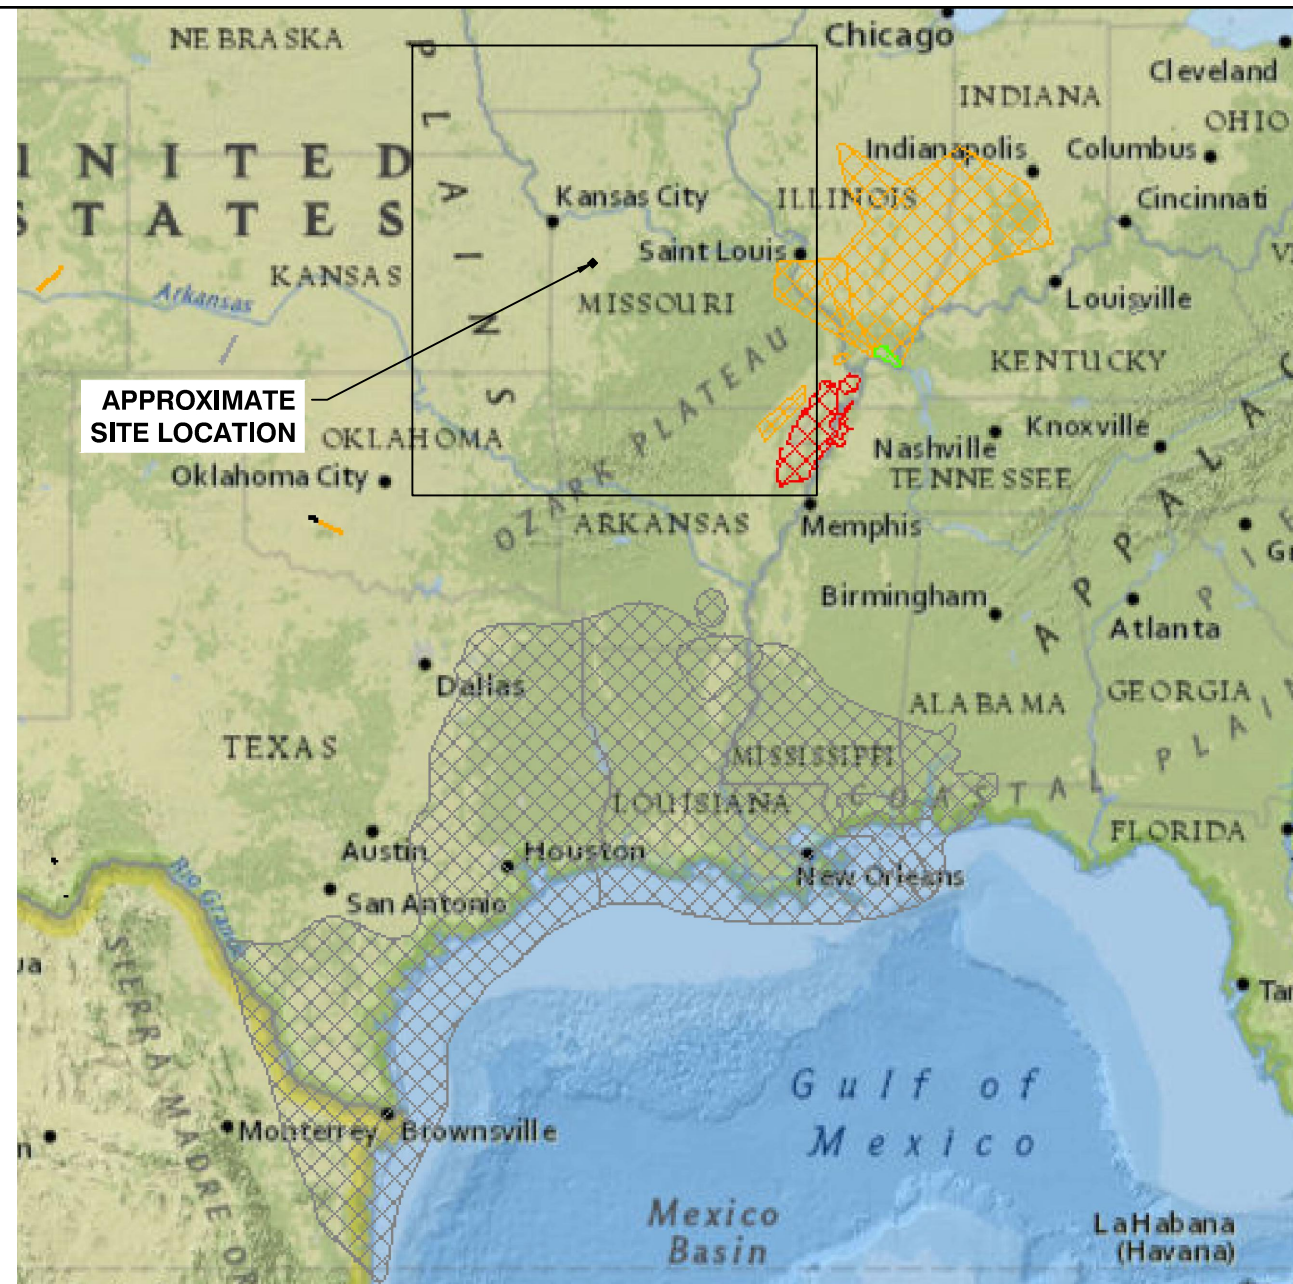 NEBRASKA
Chicago
Cleveland
INDIANA
OHIO
UNITED
STATES
PLAINS
Indianapolis
Columbus
Kansas City
ILLINOIS
Cincinnati
Saint Louis
KANSAS
Arkansas
MISSOURI
Louisville
KENTUCKY
APPROXIMATE
SITE LOCATION
OKLAHOMA
OZARK PLATEAU
Nashville
Knoxville
TENNESSEE
Oklahoma City
ARKANSAS
Memphis
Birmingham
Atlanta
APPALAC
Dallas
ALABAMA
GEORGIA
TEXAS
MISSISSIPPI
LOUISIANA
COASTAL PLAI
FLORIDA
Austin
Houston
New Orleans
San Antonio
Rio Grande
SIERRA MADRE OR
Gulf of
Mexico
Monterrey
Brownsville
Mexico
Basin
La Habana
(Havana)